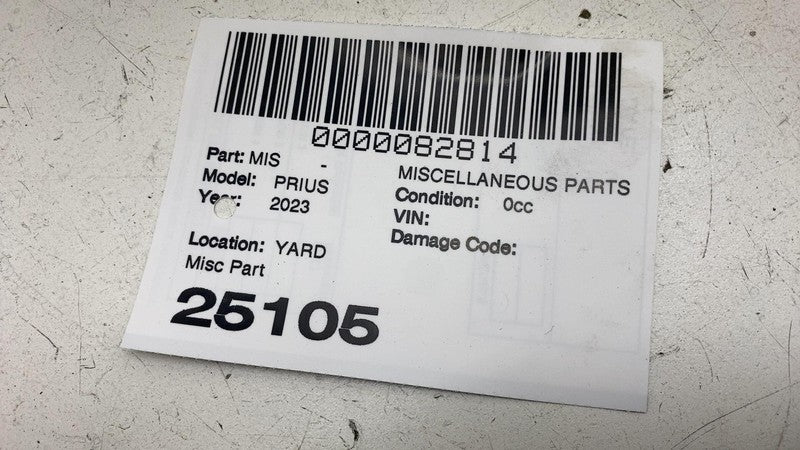 0000082814
Part: MIS -
MISCELLANEOUS PARTS
Model: PRIUS
Condition: 0cc
Year: 2023
VIN:
Damage Code:
Location: YARD
Misc Part
25105